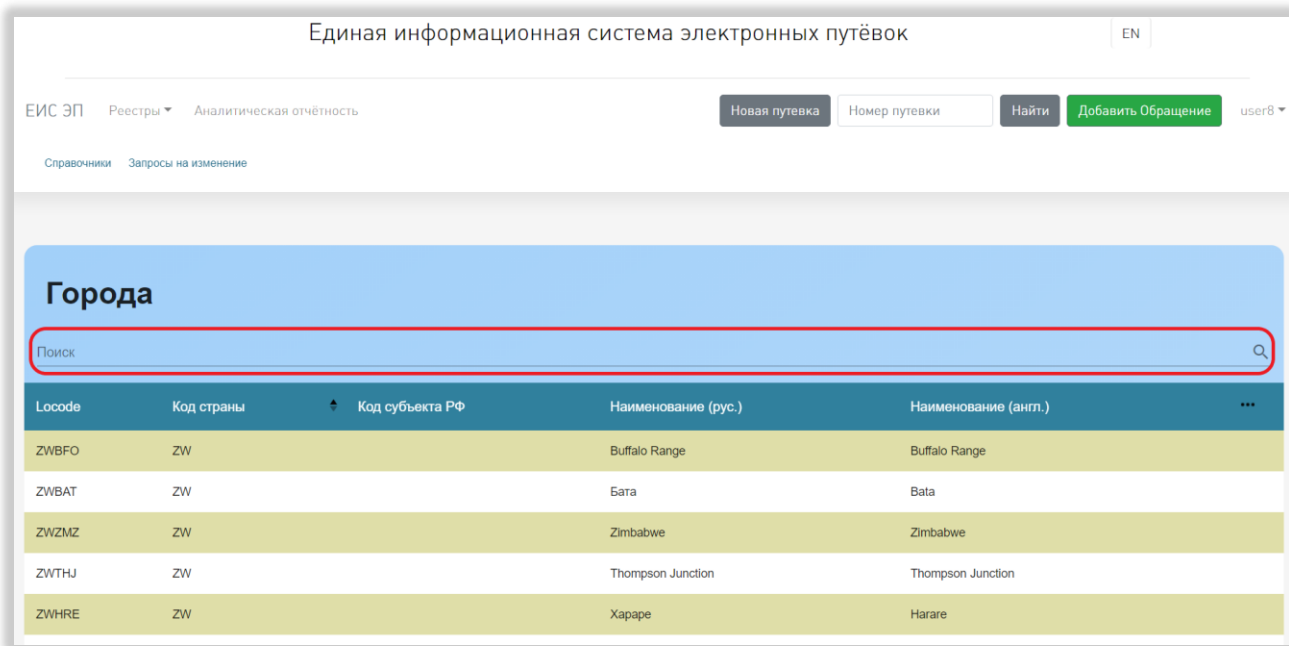 Единая информационная система электронных путёвок EN
ЕИС ЭП Реестры Аналитическая отчётность Новая путевка Номер путевки Найти Добавить Обращение user8
Справочники Запросы на изменение
Города
Поиск
Locode Код страны Код субъекта РФ Наименование (рус.) Наименование (англ.) •••
ZWBFO ZW Buffalo Range Buffalo Range
ZWBAT ZW Бата Bata
ZWZMZ ZW Zimbabwe Zimbabwe
ZWTHJ ZW Thompson Junction Thompson Junction
ZWHRE ZW Хараре Harare